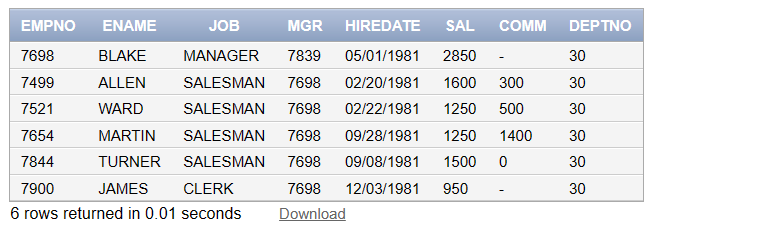 EMPNO ENAME JOB MGR HIREDATE SAL COMM DEPTNO
7698 BLAKE MANAGER 7839 05/01/1981 2850 - 30
7499 ALLEN SALESMAN 7698 02/20/1981 1600 300 30
7521 WARD SALESMAN 7698 02/22/1981 1250 500 30
7654 MARTIN SALESMAN 7698 09/28/1981 1250 1400 30
7844 TURNER SALESMAN 7698 09/08/1981 1500 0 30
7900 JAMES CLERK 7698 12/03/1981 950 - 30
6 rows returned in 0.01 seconds Download